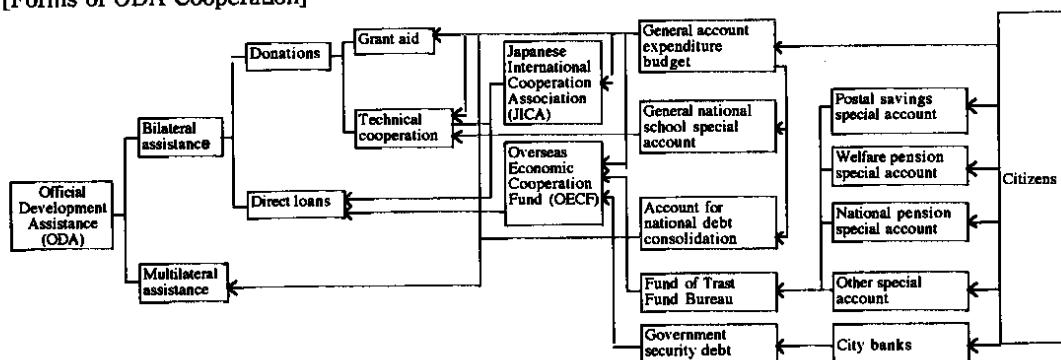 [Forms of ODA Cooperation]
Official
Development
Assistance
(ODA)
Bilateral
assistance
Multilateral
assistance
Donations
Direct loans
Grant aid
Technical
cooperation
Japanese
International
Cooperation
Association
(JICA)
Overseas
Economic
Cooperation
Fund (OECF)
General account
expenditure
budget
General national
school special
account
Account for
national debt
consolidation
Fund of Trast
Fund Bureau
Government
security debt
Postal savings
special account
Welfare pension
special account
National pension
special account
Other special
account
City banks
Citizens